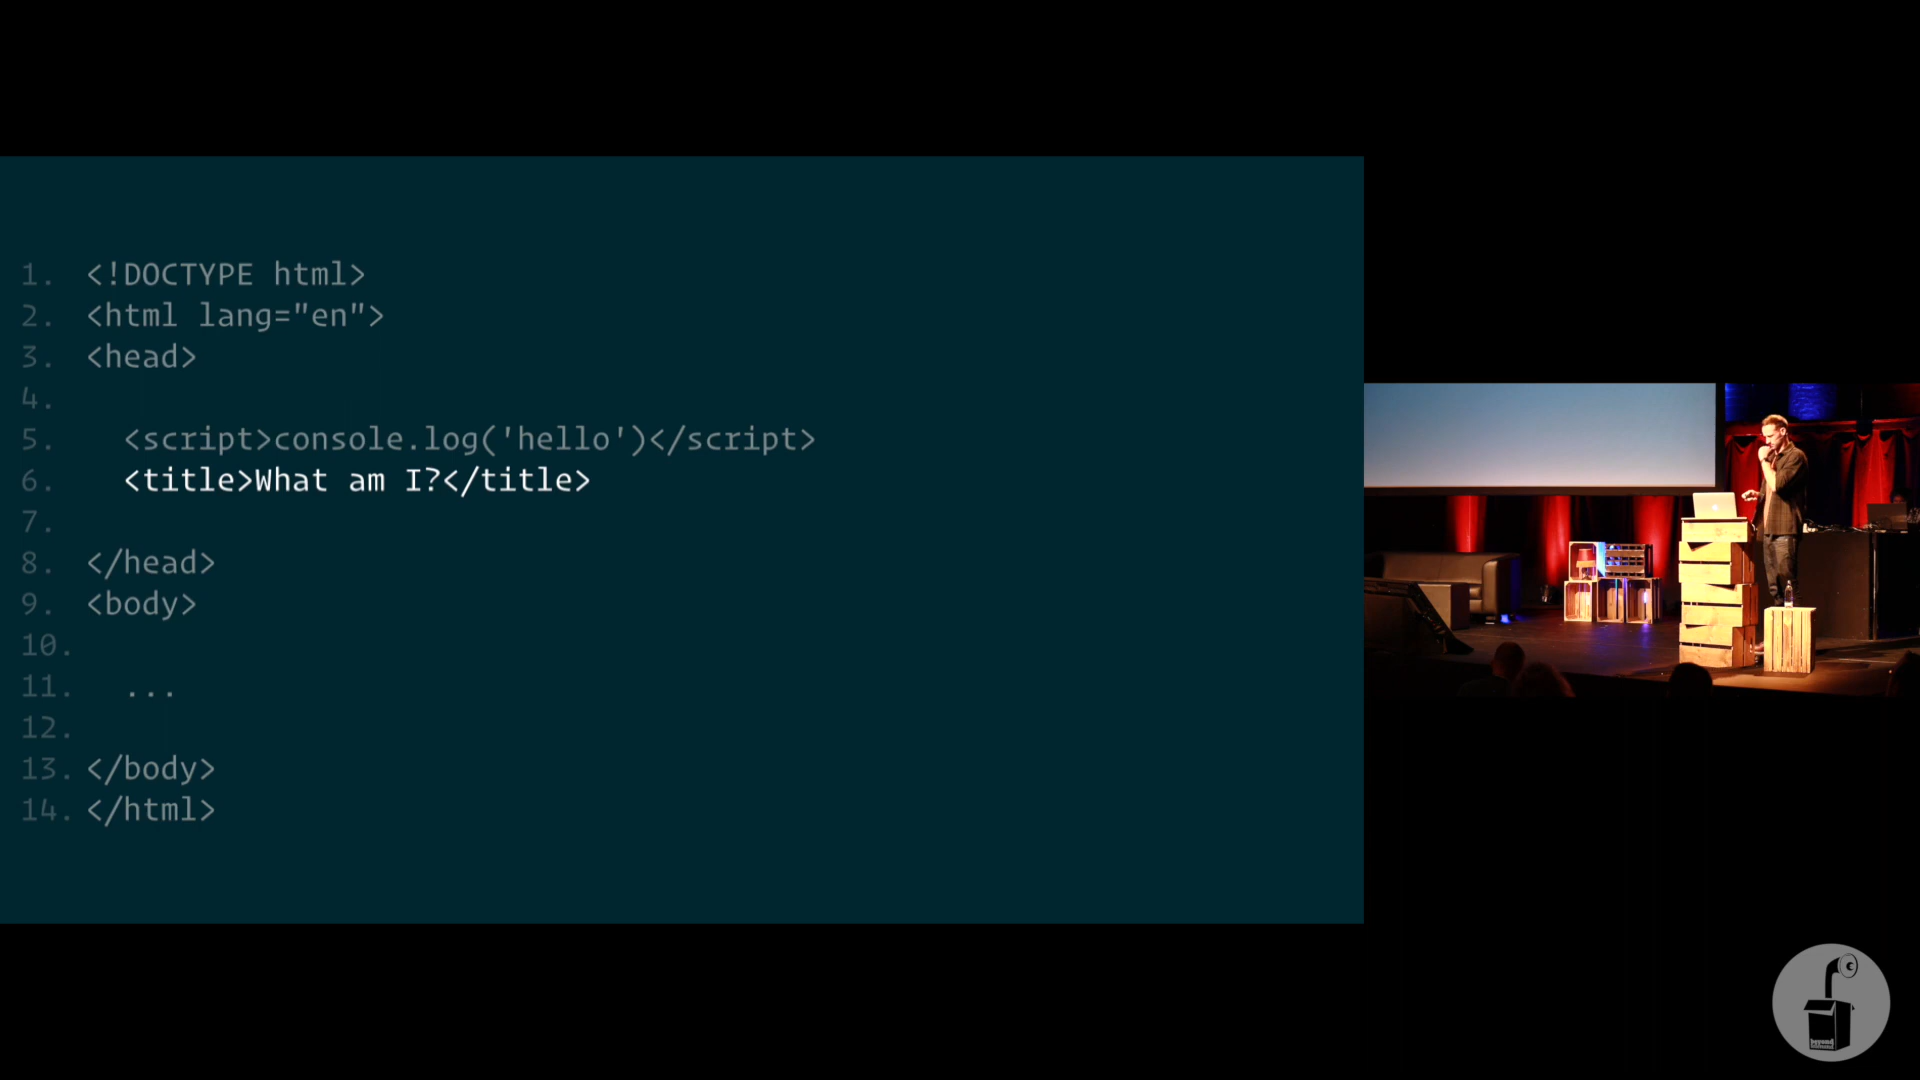 1. <!DOCTYPE html>
2. <html lang="en">
3. <head>
4.
5. <script>console.log('hello')</script>
6. <title>What am I?</title>
7.
8. </head>
9. <body>
10.
11. ...
12.
13. </body>
14. </html>
beyond